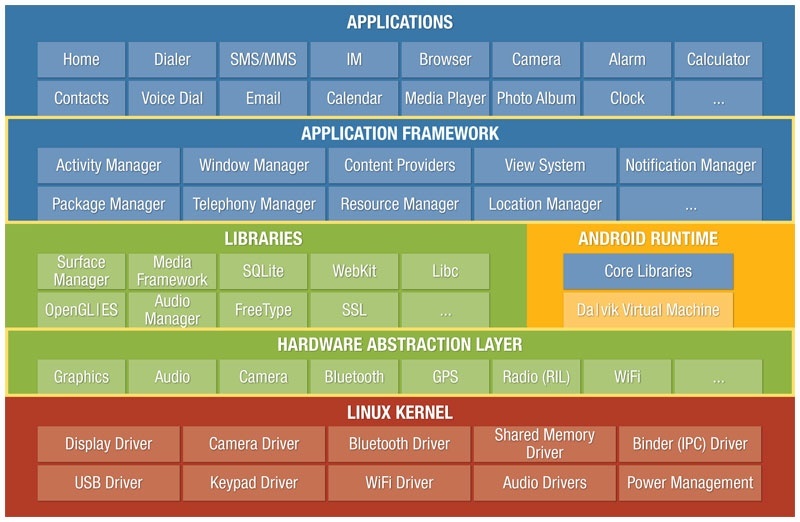 APPLICATIONS
Home Dialer SMS/MMS IM Browser Camera Alarm Calculator
Contacts Voice Dial Email Calendar Media Player Photo Album Clock ...
APPLICATION FRAMEWORK
Activity Manager Window Manager Content Providers View System Notification Manager
Package Manager Telephony Manager Resource Manager Location Manager ...
LIBRARIES
Surface
Manager
Media
Framework
SQLite WebKit Libc
OpenGL|ES
Audio
Manager
FreeType SSL ...
ANDROID RUNTIME
Core Libraries
Da|vik Virtual Machine
HARDWARE ABSTRACTION LAYER
Graphics Audio Camera Bluetooth GPS Radio (RIL) WiFi ...
LINUX KERNEL
Display Driver Camera Driver Bluetooth Driver
Shared Memory
Driver
Binder (IPC) Driver
USB Driver Keypad Driver WiFi Driver Audio Drivers Power Management